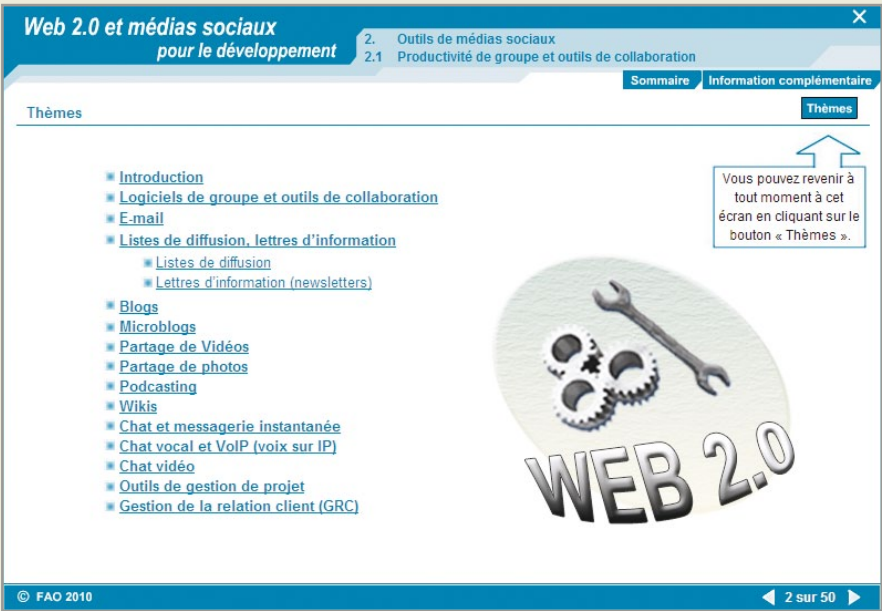 Web 2.0 et médias sociaux
pour le développement
2. Outils de médias sociaux
2.1 Productivité de groupe et outils de collaboration
Sommaire
Information complémentaire
Thèmes
Thèmes
Vous pouvez revenir à
tout moment à cet
écran en cliquant sur le
bouton « Thèmes ».
Introduction
Logiciels de groupe et outils de collaboration
E-mail
Listes de diffusion, lettres d'information
Listes de diffusion
Lettres d'information (newsletters)
Blogs
Microblogs
Partage de Vidéos
Partage de photos
Podcasting
Wikis
Chat et messagerie instantanée
Chat vocal et VoIP (voix sur IP)
Chat vidéo
Outils de gestion de projet
Gestion de la relation client (GRC)
WEB 2.0
© FAO 2010
2 sur 50